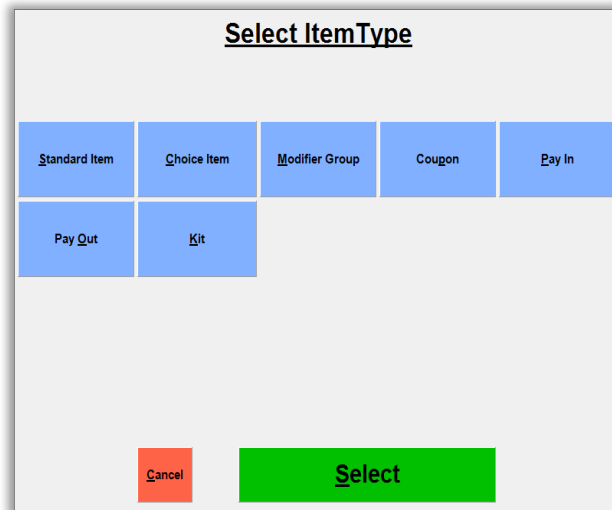 Select ItemType
Standard Item
Choice Item
Modifier Group
Coupon
Pay In
Pay Out
Kit
Cancel
Select